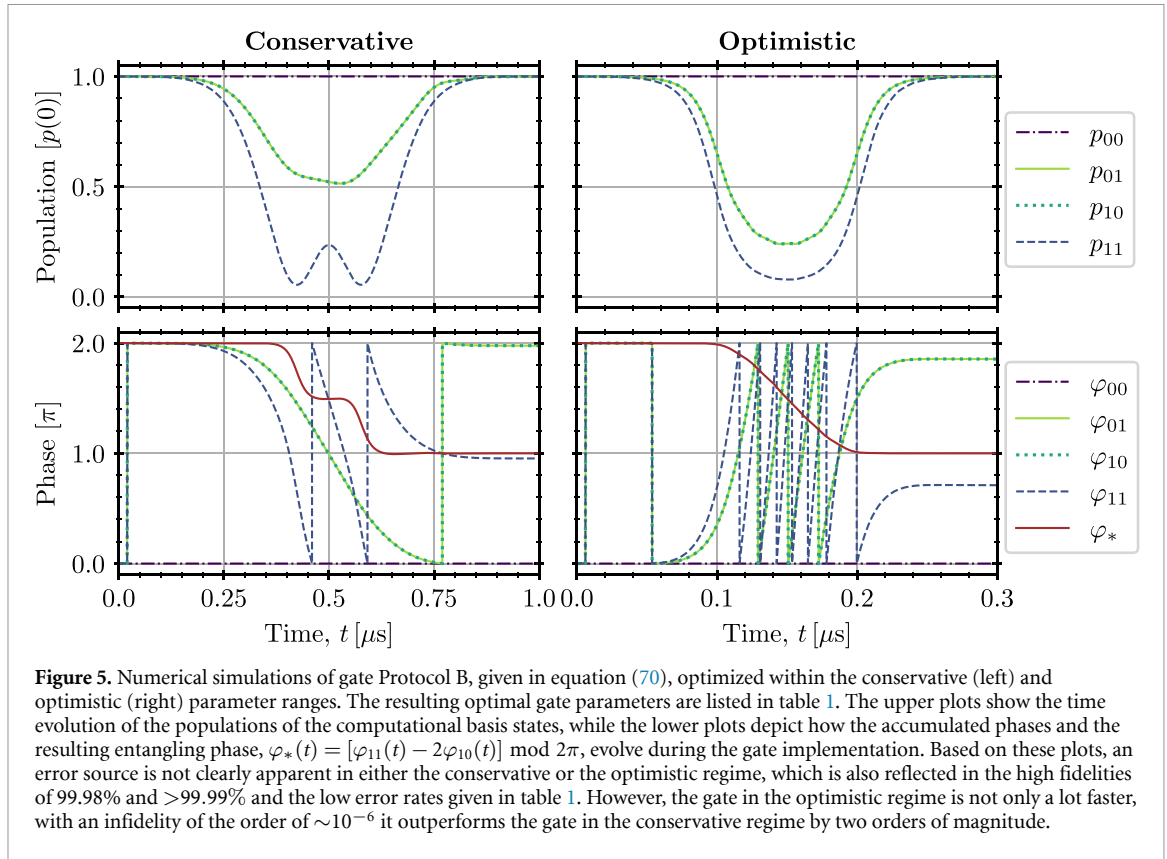 Conservative
Optimistic
Population [p(0)]
1.0
0.5
0.0
p₀₀
p₀₁
p₁₀
p₁₁
Phase [π]
2.0
1.0
0.0
φ₀₀
φ₀₁
φ₁₀
φ₁₁
φ*
0.0 0.25 0.5 0.75 1.0
0.0 0.1 0.2 0.3
Time, t [μs]
Time, t [μs]
Figure 5. Numerical simulations of gate Protocol B, given in equation (70), optimized within the conservative (left) and
optimistic (right) parameter ranges. The resulting optimal gate parameters are listed in table 1. The upper plots show the time
evolution of the populations of the computational basis states, while the lower plots depict how the accumulated phases and the
resulting entangling phase, φ*(t) = [φ₁₁(t) − 2φ₁₀(t)] mod 2π, evolve during the gate implementation. Based on these plots, an
error source is not clearly apparent in either the conservative or the optimistic regime, which is also reflected in the high fidelities
of 99.98% and >99.99% and the low error rates given in table 1. However, the gate in the optimistic regime is not only a lot faster,
with an infidelity of the order of ∼10⁻⁶ it outperforms the gate in the conservative regime by two orders of magnitude.